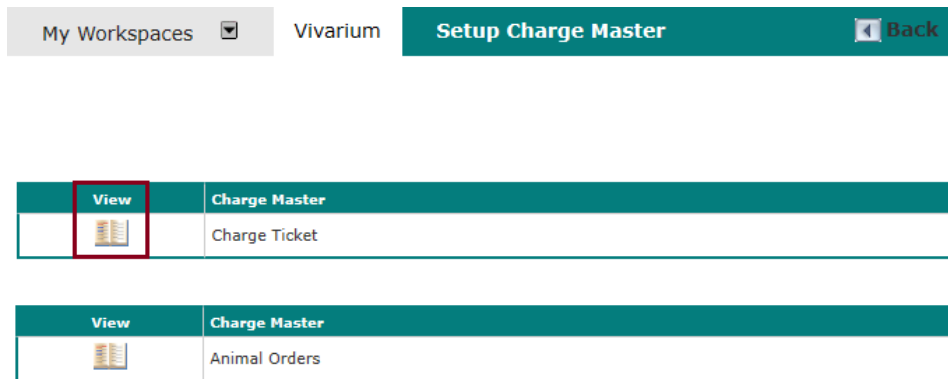 My Workspaces Vivarium Setup Charge Master Back
View Charge Master
Charge Ticket
View Charge Master
Animal Orders